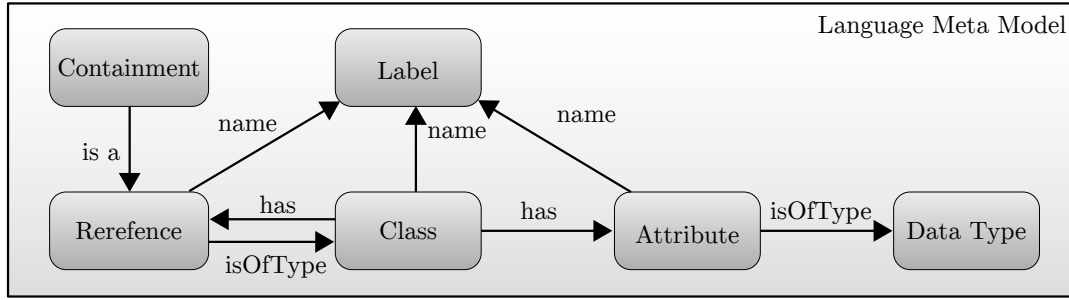 Language Meta Model
Containment
Label
name
name
name
is a
has
has
isOfType
Rerefence
Class
Attribute
Data Type
isOfType